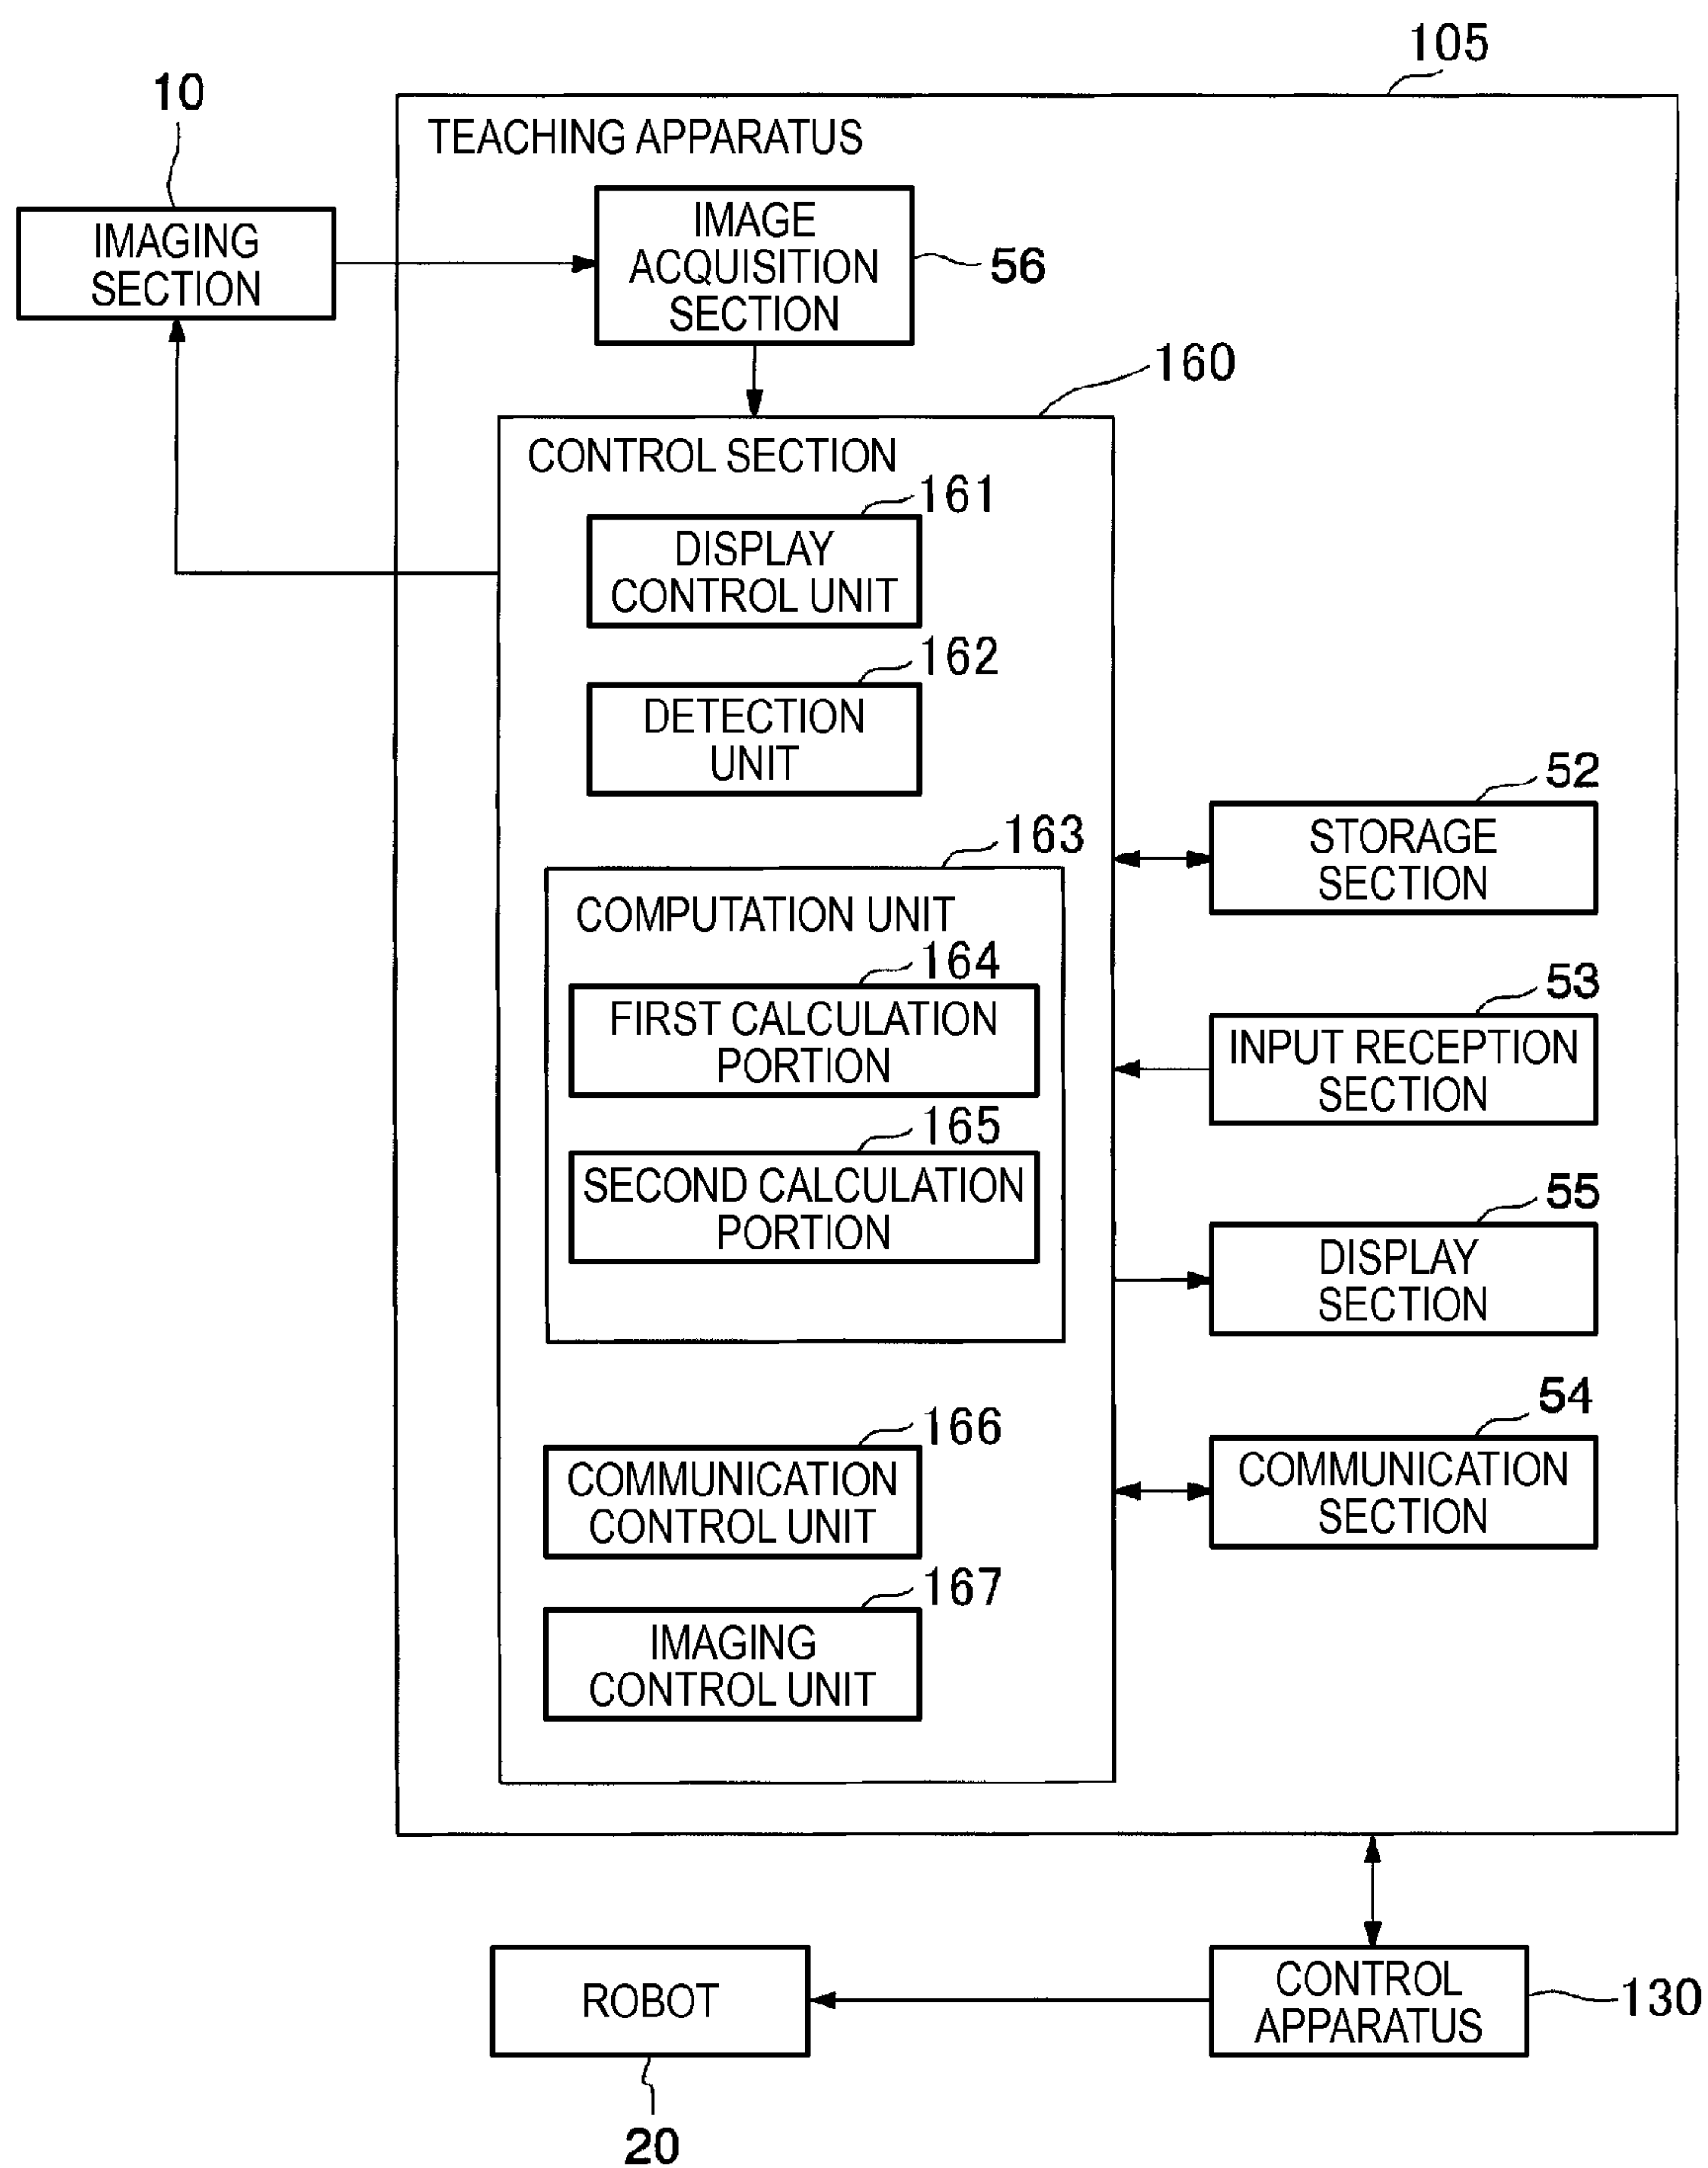 105
10
TEACHING APPARATUS
IMAGING
SECTION
IMAGE
ACQUISITION
SECTION
56
160
CONTROL SECTION
161
DISPLAY
CONTROL UNIT
162
DETECTION
UNIT
52
STORAGE
SECTION
163
COMPUTATION UNIT
164
FIRST CALCULATION
PORTION
53
INPUT RECEPTION
SECTION
165
SECOND CALCULATION
PORTION
55
DISPLAY
SECTION
54
COMMUNICATION
SECTION
166
COMMUNICATION
CONTROL UNIT
167
IMAGING
CONTROL UNIT
ROBOT
20
CONTROL
APPARATUS
130